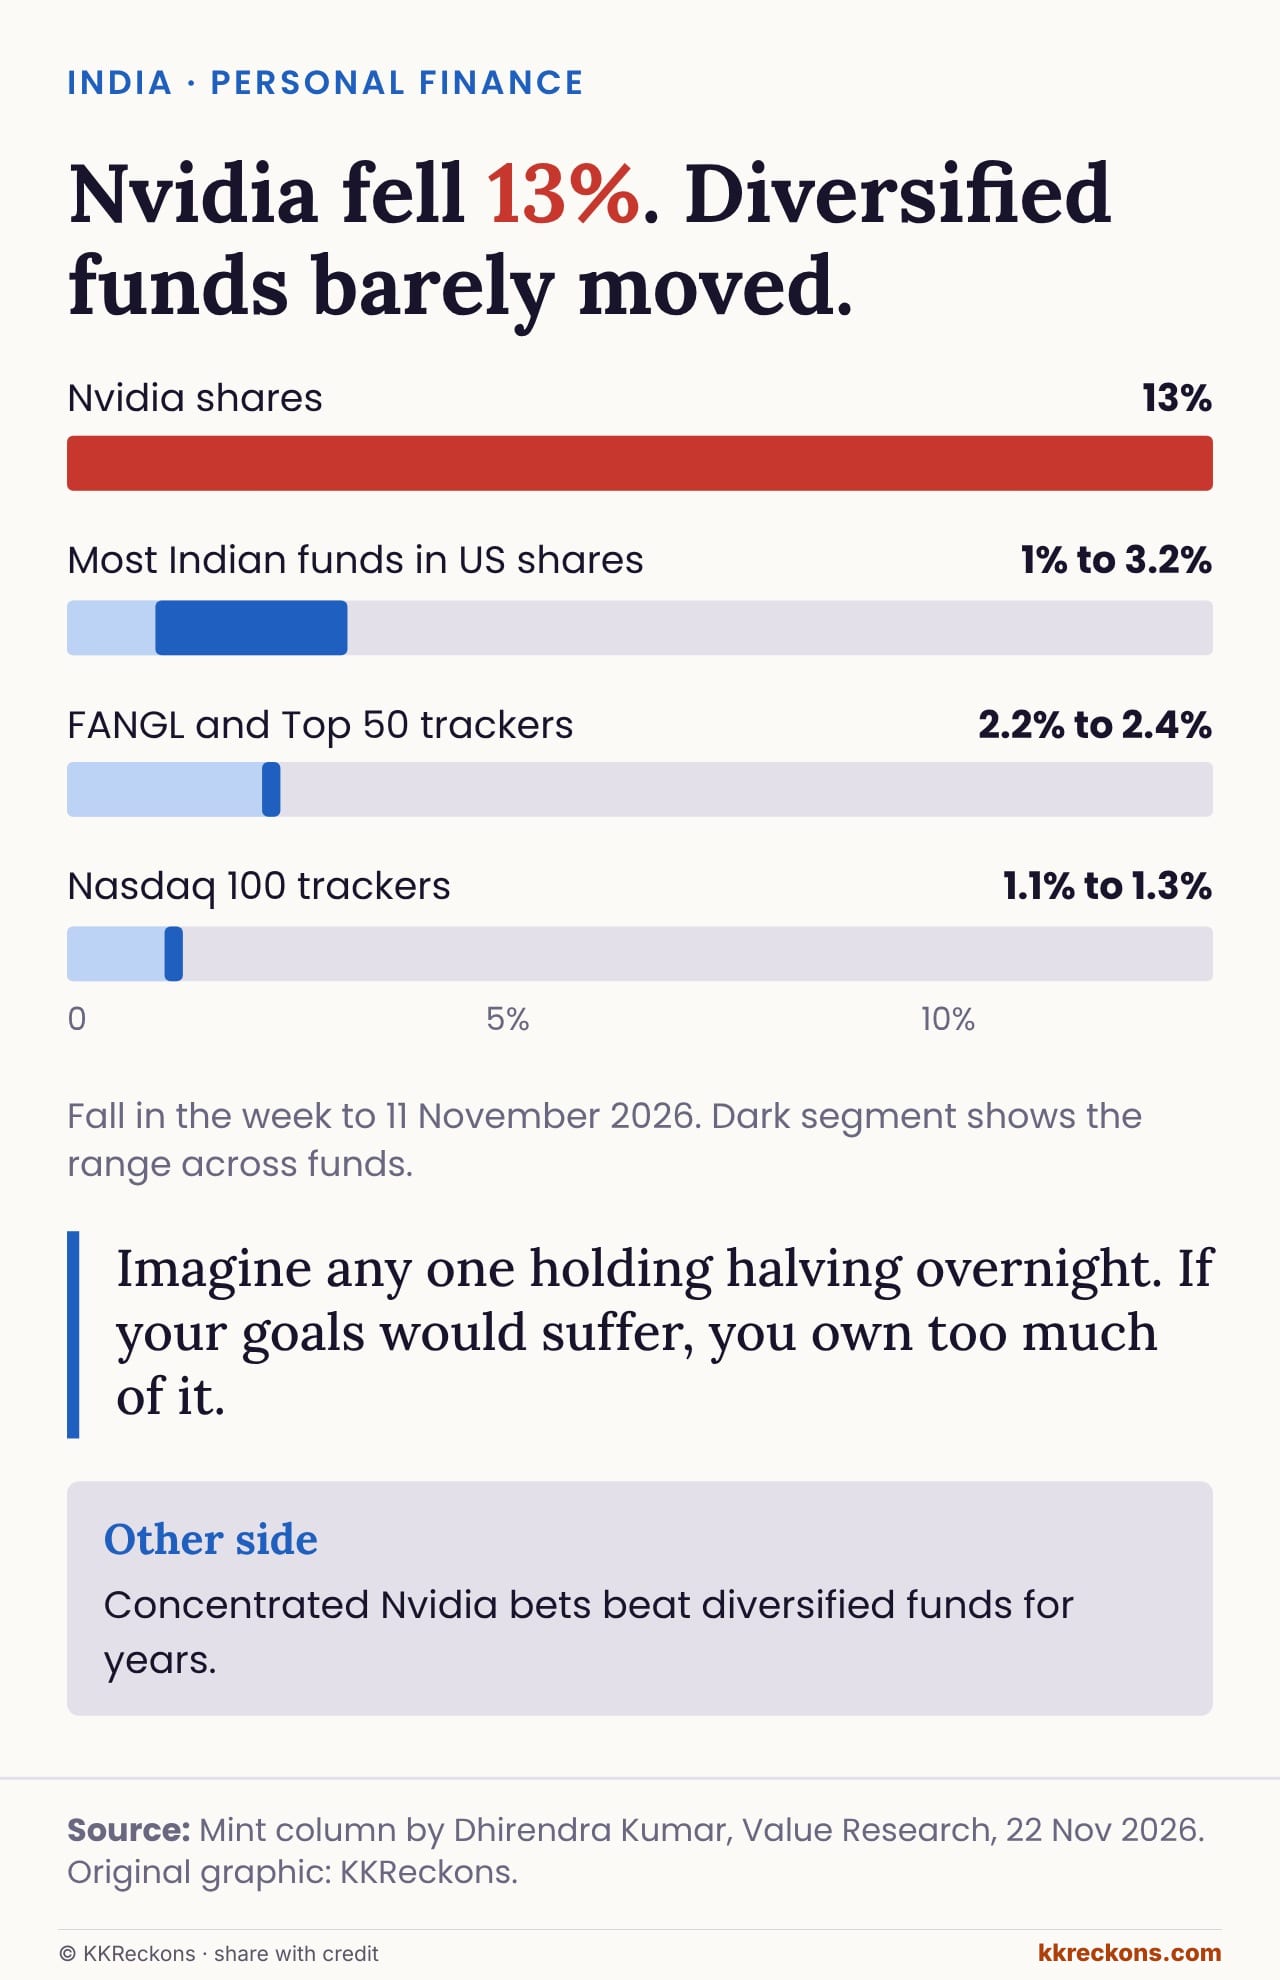 INDIA · PERSONAL FINANCE
Nvidia fell 13%. Diversified
funds barely moved.
Nvidia shares 13%
Most Indian funds in US shares 1% to 3.2%
FANGL and Top 50 trackers 2.2% to 2.4%
Nasdaq 100 trackers 1.1% to 1.3%
0 5% 10%
Fall in the week to 11 November 2026. Dark segment shows the
range across funds.
Imagine any one holding halving overnight. If
your goals would suffer, you own too much
of it.
Other side
Concentrated Nvidia bets beat diversified funds for
years.
Source: Mint column by Dhirendra Kumar, Value Research, 22 Nov 2026.
Original graphic: KKReckons.
© KKReckons · share with credit kkreckons.com